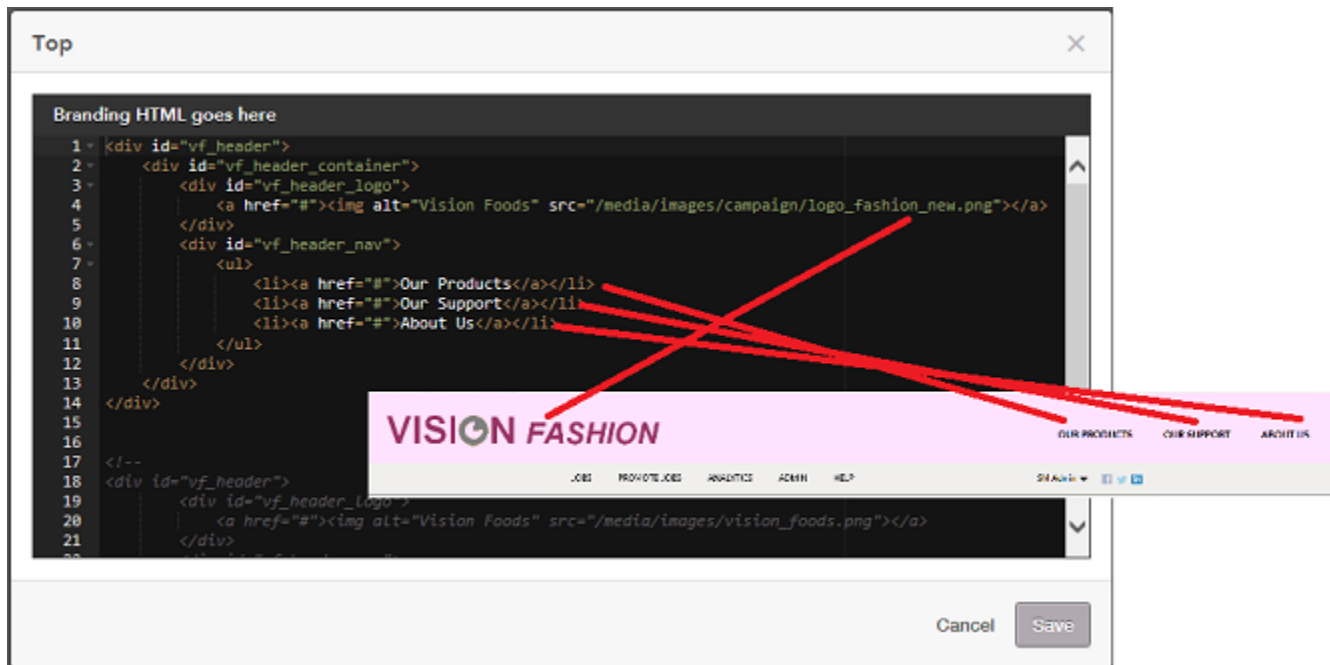 Top
×
Branding HTML goes here
1 <div id="vf_header">
2 <div id="vf_header_container">
3 <div id="vf_header_logo">
4 <a href="#"><img alt="Vision Foods" src="/media/images/campaign/logo_fashion_new.png"></a>
5 </div>
6 <div id="vf_header_nav">
7 <ul>
8 <li><a href="#">Our Products</a></li>
9 <li><a href="#">Our Support</a></li>
10 <li><a href="#">About Us</a></li>
11 </ul>
12 </div>
13 </div>
14 </div>
15
16
17 <!--
18 <div id="vf_header">
19 <div id="vf_header_logo">
20 <a href="#"><img alt="Vision Foods" src="/media/images/vision_foods.png"></a>
21 </div>
VISION FASHION
OUR PRODUCTS OUR SUPPORT ABOUT US
JOBS PROMOTE JOBS ANALYTICS ADMIN HELP
Admin
Cancel
Save